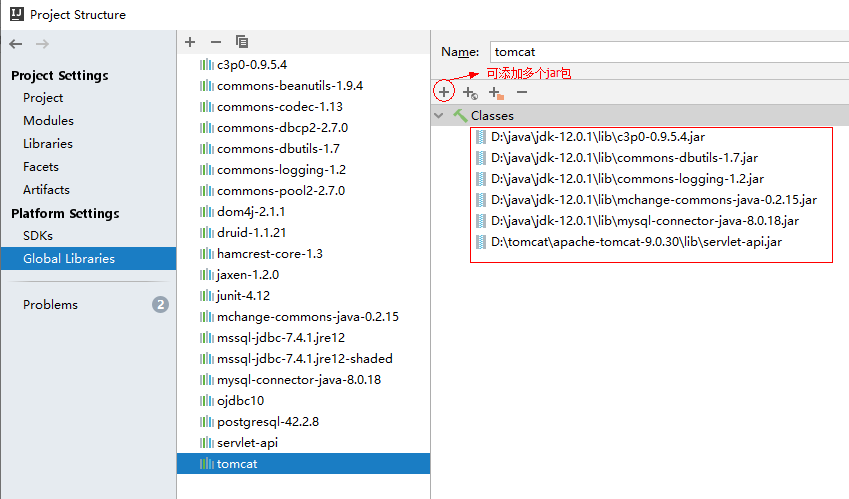 Project Structure
Project Settings
Project
Modules
Libraries
Facets
Artifacts
Platform Settings
SDKs
Global Libraries
Problems
2
c3p0-0.9.5.4
commons-beanutils-1.9.4
commons-codec-1.13
commons-dbcp2-2.7.0
commons-dbutils-1.7
commons-logging-1.2
commons-pool2-2.7.0
dom4j-2.1.1
druid-1.1.21
hamcrest-core-1.3
jaxen-1.2.0
junit-4.12
mchange-commons-java-0.2.15
mssql-jdbc-7.4.1.jre12
mssql-jdbc-7.4.1.jre12-shaded
mysql-connector-java-8.0.18
ojdbc10
postgresql-42.2.8
servlet-api
tomcat
Name: tomcat
可添加多个jar包
Classes
D:\java\jdk-12.0.1\lib\c3p0-0.9.5.4.jar
D:\java\jdk-12.0.1\lib\commons-dbutils-1.7.jar
D:\java\jdk-12.0.1\lib\commons-logging-1.2.jar
D:\java\jdk-12.0.1\lib\mchange-commons-java-0.2.15.jar
D:\java\jdk-12.0.1\lib\mysql-connector-java-8.0.18.jar
D:\tomcat\apache-tomcat-9.0.30\lib\servlet-api.jar